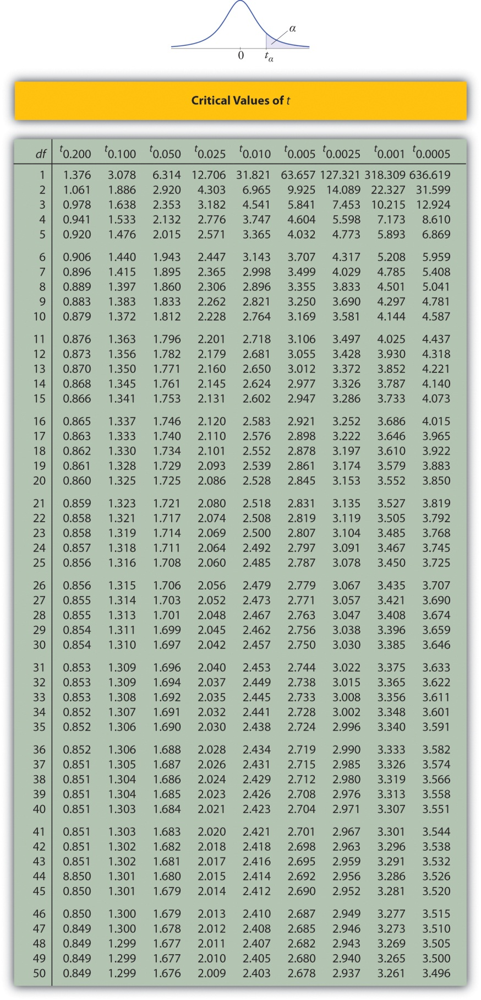 α
0 tα
Critical Values of t
df t0.200 t0.100 t0.050 t0.025 t0.010 t0.005 t0.0025 t0.001 t0.0005
1 1.376 3.078 6.314 12.706 31.821 63.657 127.321 318.309 636.619
2 1.061 1.886 2.920 4.303 6.965 9.925 14.089 22.327 31.599
3 0.978 1.638 2.353 3.182 4.541 5.841 7.453 10.215 12.924
4 0.941 1.533 2.132 2.776 3.747 4.604 5.598 7.173 8.610
5 0.920 1.476 2.015 2.571 3.365 4.032 4.773 5.893 6.869
6 0.906 1.440 1.943 2.447 3.143 3.707 4.317 5.208 5.959
7 0.896 1.415 1.895 2.365 2.998 3.499 4.029 4.785 5.408
8 0.889 1.397 1.860 2.306 2.896 3.355 3.833 4.501 5.041
9 0.883 1.383 1.833 2.262 2.821 3.250 3.690 4.297 4.781
10 0.879 1.372 1.812 2.228 2.764 3.169 3.581 4.144 4.587
11 0.876 1.363 1.796 2.201 2.718 3.106 3.497 4.025 4.437
12 0.873 1.356 1.782 2.179 2.681 3.055 3.428 3.930 4.318
13 0.870 1.350 1.771 2.160 2.650 3.012 3.372 3.852 4.221
14 0.868 1.345 1.761 2.145 2.624 2.977 3.326 3.787 4.140
15 0.866 1.341 1.753 2.131 2.602 2.947 3.286 3.733 4.073
16 0.865 1.337 1.746 2.120 2.583 2.921 3.252 3.686 4.015
17 0.863 1.333 1.740 2.110 2.576 2.898 3.222 3.646 3.965
18 0.862 1.330 1.734 2.101 2.552 2.878 3.197 3.610 3.922
19 0.861 1.328 1.729 2.093 2.539 2.861 3.174 3.579 3.883
20 0.860 1.325 1.725 2.086 2.528 2.845 3.153 3.552 3.850
21 0.859 1.323 1.721 2.080 2.518 2.831 3.135 3.527 3.819
22 0.858 1.321 1.717 2.074 2.508 2.819 3.119 3.505 3.792
23 0.858 1.319 1.714 2.069 2.500 2.807 3.104 3.485 3.768
24 0.857 1.318 1.711 2.064 2.492 2.797 3.091 3.467 3.745
25 0.856 1.316 1.708 2.060 2.485 2.787 3.078 3.450 3.725
26 0.856 1.315 1.706 2.056 2.479 2.779 3.067 3.435 3.707
27 0.855 1.314 1.703 2.052 2.473 2.771 3.057 3.421 3.690
28 0.855 1.313 1.701 2.048 2.467 2.763 3.047 3.408 3.674
29 0.854 1.311 1.699 2.045 2.462 2.756 3.038 3.396 3.659
30 0.854 1.310 1.697 2.042 2.457 2.750 3.030 3.385 3.646
31 0.853 1.309 1.696 2.040 2.453 2.744 3.022 3.375 3.633
32 0.853 1.309 1.694 2.037 2.449 2.738 3.015 3.365 3.622
33 0.853 1.308 1.692 2.035 2.445 2.733 3.008 3.356 3.611
34 0.852 1.307 1.691 2.032 2.441 2.728 3.002 3.348 3.601
35 0.852 1.306 1.690 2.030 2.438 2.724 2.996 3.340 3.591
36 0.852 1.306 1.688 2.028 2.434 2.719 2.990 3.333 3.582
37 0.851 1.305 1.687 2.026 2.431 2.715 2.985 3.326 3.574
38 0.851 1.304 1.686 2.024 2.429 2.712 2.980 3.319 3.566
39 0.851 1.304 1.685 2.023 2.426 2.708 2.976 3.313 3.558
40 0.851 1.303 1.684 2.021 2.423 2.704 2.971 3.307 3.551
41 0.851 1.303 1.683 2.020 2.421 2.701 2.967 3.301 3.544
42 0.851 1.302 1.682 2.018 2.418 2.698 2.963 3.296 3.538
43 0.851 1.302 1.681 2.017 2.416 2.695 2.959 3.291 3.532
44 8.850 1.301 1.680 2.015 2.414 2.692 2.956 3.286 3.526
45 0.850 1.301 1.679 2.014 2.412 2.690 2.952 3.281 3.520
46 0.850 1.300 1.679 2.013 2.410 2.687 2.949 3.277 3.515
47 0.849 1.300 1.678 2.012 2.408 2.685 2.946 3.273 3.510
48 0.849 1.299 1.677 2.011 2.407 2.682 2.943 3.269 3.505
49 0.849 1.299 1.677 2.010 2.405 2.680 2.940 3.265 3.500
50 0.849 1.299 1.676 2.009 2.403 2.678 2.937 3.261 3.496